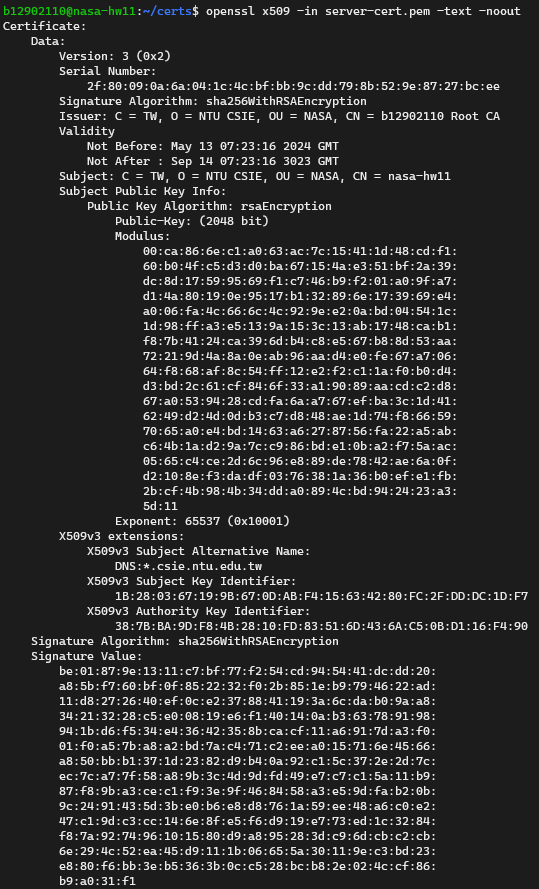 b12902110@nasa-hw11:~/certs$ openssl x509 -in server-cert.pem -text -noout
Certificate:
Data:
Version: 3 (0x2)
Serial Number:
2f:80:09:0a:6a:04:1c:4c:bf:bb:9c:dd:79:8b:52:9e:87:27:bc:ee
Signature Algorithm: sha256WithRSAEncryption
Issuer: C = TW, O = NTU CSIE, OU = NASA, CN = b12902110 Root CA
Validity
Not Before: May 13 07:23:16 2024 GMT
Not After : Sep 14 07:23:16 3023 GMT
Subject: C = TW, O = NTU CSIE, OU = NASA, CN = nasa-hw11
Subject Public Key Info:
Public Key Algorithm: rsaEncryption
Public-Key: (2048 bit)
Modulus:
00:ca:86:6e:c1:a0:63:ac:7c:15:41:1d:48:cd:f1:
60:b0:4f:c5:d3:d0:ba:67:15:4a:e3:51:bf:2a:39:
dc:8d:17:59:95:69:f1:c7:46:b9:f2:01:a0:9f:a7:
d1:4a:80:19:0e:95:17:b1:32:89:6e:17:39:69:e4:
a0:06:fa:4c:66:6c:4c:92:9e:e2:0a:bd:04:54:1c:
1d:98:ff:a3:e5:13:9a:15:3c:13:ab:17:48:ca:b1:
f8:7b:41:24:ca:39:6d:b4:c8:e5:67:b8:8d:53:aa:
72:21:9d:4a:8a:0e:ab:96:aa:d4:e0:fe:67:a7:06:
64:f8:68:af:8c:54:ff:12:e2:f2:c1:1a:f0:b0:d4:
d3:bd:2c:61:cf:84:6f:33:a1:90:89:aa:cd:c2:d8:
67:a0:53:94:28:cd:fa:6a:a7:67:ef:ba:3c:1d:41:
62:49:d2:4d:0d:b3:c7:d8:48:ae:1d:74:f8:66:59:
70:65:a0:e4:bd:14:63:a6:27:87:56:fa:22:a5:ab:
c6:4b:1a:d2:9a:7c:c9:86:bd:e1:0b:a2:f7:5a:ac:
05:65:c4:ce:2d:6c:96:e8:89:de:78:42:ae:6a:0f:
d2:10:8e:f3:da:df:03:76:38:1a:36:b0:ef:e1:fb:
2b:cf:4b:98:4b:34:dd:a0:89:4c:bd:94:24:23:a3:
5d:11
Exponent: 65537 (0x10001)
X509v3 extensions:
X509v3 Subject Alternative Name:
DNS:*.csie.ntu.edu.tw
X509v3 Subject Key Identifier:
1B:28:03:67:19:9B:67:0D:AB:F4:15:63:42:80:FC:2F:DD:DC:1D:F7
X509v3 Authority Key Identifier:
38:7B:BA:9D:F8:4B:28:10:FD:83:51:6D:43:6A:C5:0B:D1:16:F4:90
Signature Algorithm: sha256WithRSAEncryption
Signature Value:
be:01:87:9e:13:11:c7:bf:77:f2:54:cd:94:54:41:dc:dd:20:
a8:5b:f7:60:bf:0f:85:22:32:f0:2b:85:1e:b9:79:46:22:ad:
11:d8:27:26:40:ef:0c:e2:37:88:41:19:3a:6c:da:b0:9a:a8:
34:21:32:28:c5:e0:08:19:e6:f1:40:14:0a:b3:63:78:91:98:
94:1b:d6:f5:34:e4:36:42:35:8b:ca:cf:11:a6:91:7d:a3:f0:
01:f0:a5:7b:a8:a2:bd:7a:c4:71:c2:ee:a0:15:71:6e:45:66:
a8:50:bb:b1:37:1d:23:82:d9:b4:0a:92:c1:5c:37:2e:2d:7c:
ec:7c:a7:7f:58:a8:9b:3c:4d:9d:fd:49:e7:c7:c1:5a:11:b9:
87:f8:9b:a3:ce:c1:f9:3e:9f:46:84:58:a3:e5:9d:fa:b2:0b:
9c:24:91:43:5d:3b:e0:b6:e8:d8:76:1a:59:ee:48:a6:c0:e2:
47:c1:9d:c3:cc:14:6e:8f:e5:f6:d9:19:e7:73:ed:1c:32:84:
f8:7a:92:74:96:10:15:80:d9:a8:95:28:3d:c9:6d:cb:c2:cb:
6e:29:4c:52:ea:45:d9:11:1b:06:65:5a:30:11:9e:c3:bd:23:
e8:80:f6:bb:3e:b5:36:3b:0c:c5:28:bc:b8:2e:02:4c:cf:86:
b9:a0:31:f1